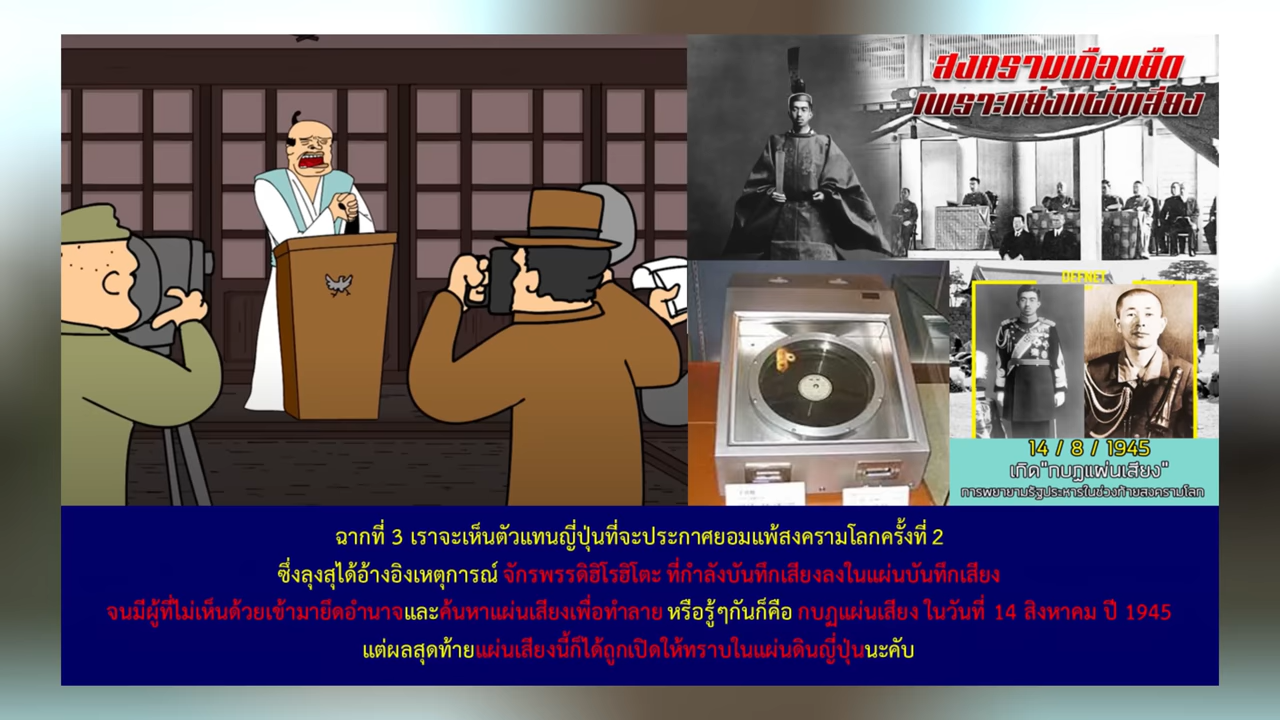 สงครามเกือบยืด
เพราะแย่งแผ่นเสียง
DEFNET
14 / 8 / 1945
เกิด"กบฏแผ่นเสียง"
การพยายามรัฐประหารในช่วงท้ายสงครามโลก
ฉากที่ 3 เราจะเห็นตัวแทนญี่ปุ่นที่จะประกาศยอมแพ้สงครามโลกครั้งที่ 2
ซึ่งลุงสุได้อ้างอิงเหตุการณ์ จักรพรรดิฮิโรฮิโตะ ที่กำลังบันทึกเสียงลงในแผ่นบันทึกเสียง
จนมีผู้ที่ไม่เห็นด้วยเข้ามายึดอำนาจและค้นหาแผ่นเสียงเพื่อทำลาย หรือรู้ๆกันก็คือ กบฏแผ่นเสียง ในวันที่ 14 สิงหาคม ปี 1945
แต่ผลสุดท้ายแผ่นเสียงนี้ก็ได้ถูกเปิดให้ทราบในแผ่นดินญี่ปุ่นนะคับ